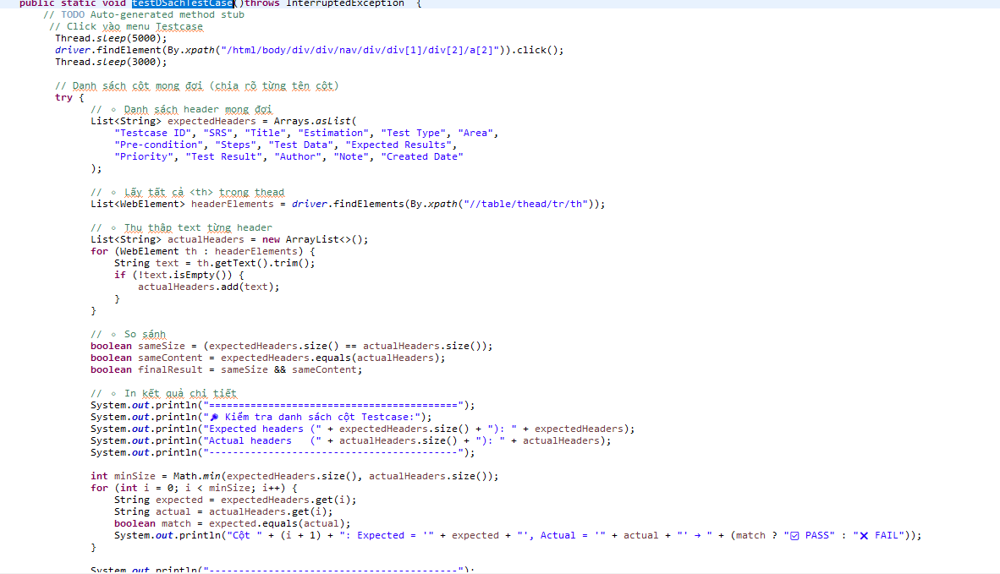 public static void testDSachTestCase()throws InterruptedException {
// TODO Auto-generated method stub
// Click vào menu Testcase
Thread.sleep(5000);
driver.findElement(By.xpath("/html/body/div/div/nav/div/div[1]/div[2]/a[2]")).click();
Thread.sleep(3000);
// Danh sách cột mong đợi (chia rõ từng tên cột)
try {
// 🔹 Danh sách header mong đợi
List<String> expectedHeaders = Arrays.asList(
"Testcase ID", "SRS", "Title", "Estimation", "Test Type", "Area",
"Pre-condition", "Steps", "Test Data", "Expected Results",
"Priority", "Test Result", "Author", "Note", "Created Date"
);
// 🔹 Lấy tất cả <th> trong thead
List<WebElement> headerElements = driver.findElements(By.xpath("//table/thead/tr/th"));
// 🔹 Thu thập text từng header
List<String> actualHeaders = new ArrayList<>();
for (WebElement th : headerElements) {
String text = th.getText().trim();
if (!text.isEmpty()) {
actualHeaders.add(text);
}
}
// 🔹 So sánh
boolean sameSize = (expectedHeaders.size() == actualHeaders.size());
boolean sameContent = expectedHeaders.equals(actualHeaders);
boolean finalResult = sameSize && sameContent;
// 🔹 In kết quả chi tiết
System.out.println("==========================================");
System.out.println("🔎 Kiểm tra danh sách cột Testcase:");
System.out.println("Expected headers (" + expectedHeaders.size() + "): " + expectedHeaders);
System.out.println("Actual headers   (" + actualHeaders.size() + "): " + actualHeaders);
System.out.println("------------------------------------------");
int minSize = Math.min(expectedHeaders.size(), actualHeaders.size());
for (int i = 0; i < minSize; i++) {
String expected = expectedHeaders.get(i);
String actual = actualHeaders.get(i);
boolean match = expected.equals(actual);
System.out.println("Cột " + (i + 1) + ": Expected = '" + expected + "', Actual = '" + actual + "' → " + (match ? "✅ PASS" : "❌ FAIL"));
}
System.out.println("------------------------------------------");